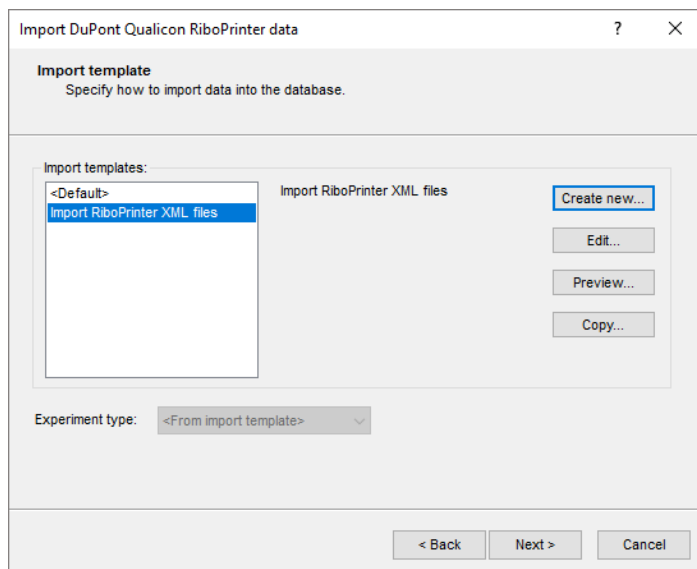 Import DuPont Qualicon RiboPrinter data
?
Import template
Specify how to import data into the database.
Import templates:
<Default>
Import RiboPrinter XML files
Import RiboPrinter XML files
Create new...
Edit...
Preview...
Copy...
Experiment type:
<From import template>
< Back
Next >
Cancel